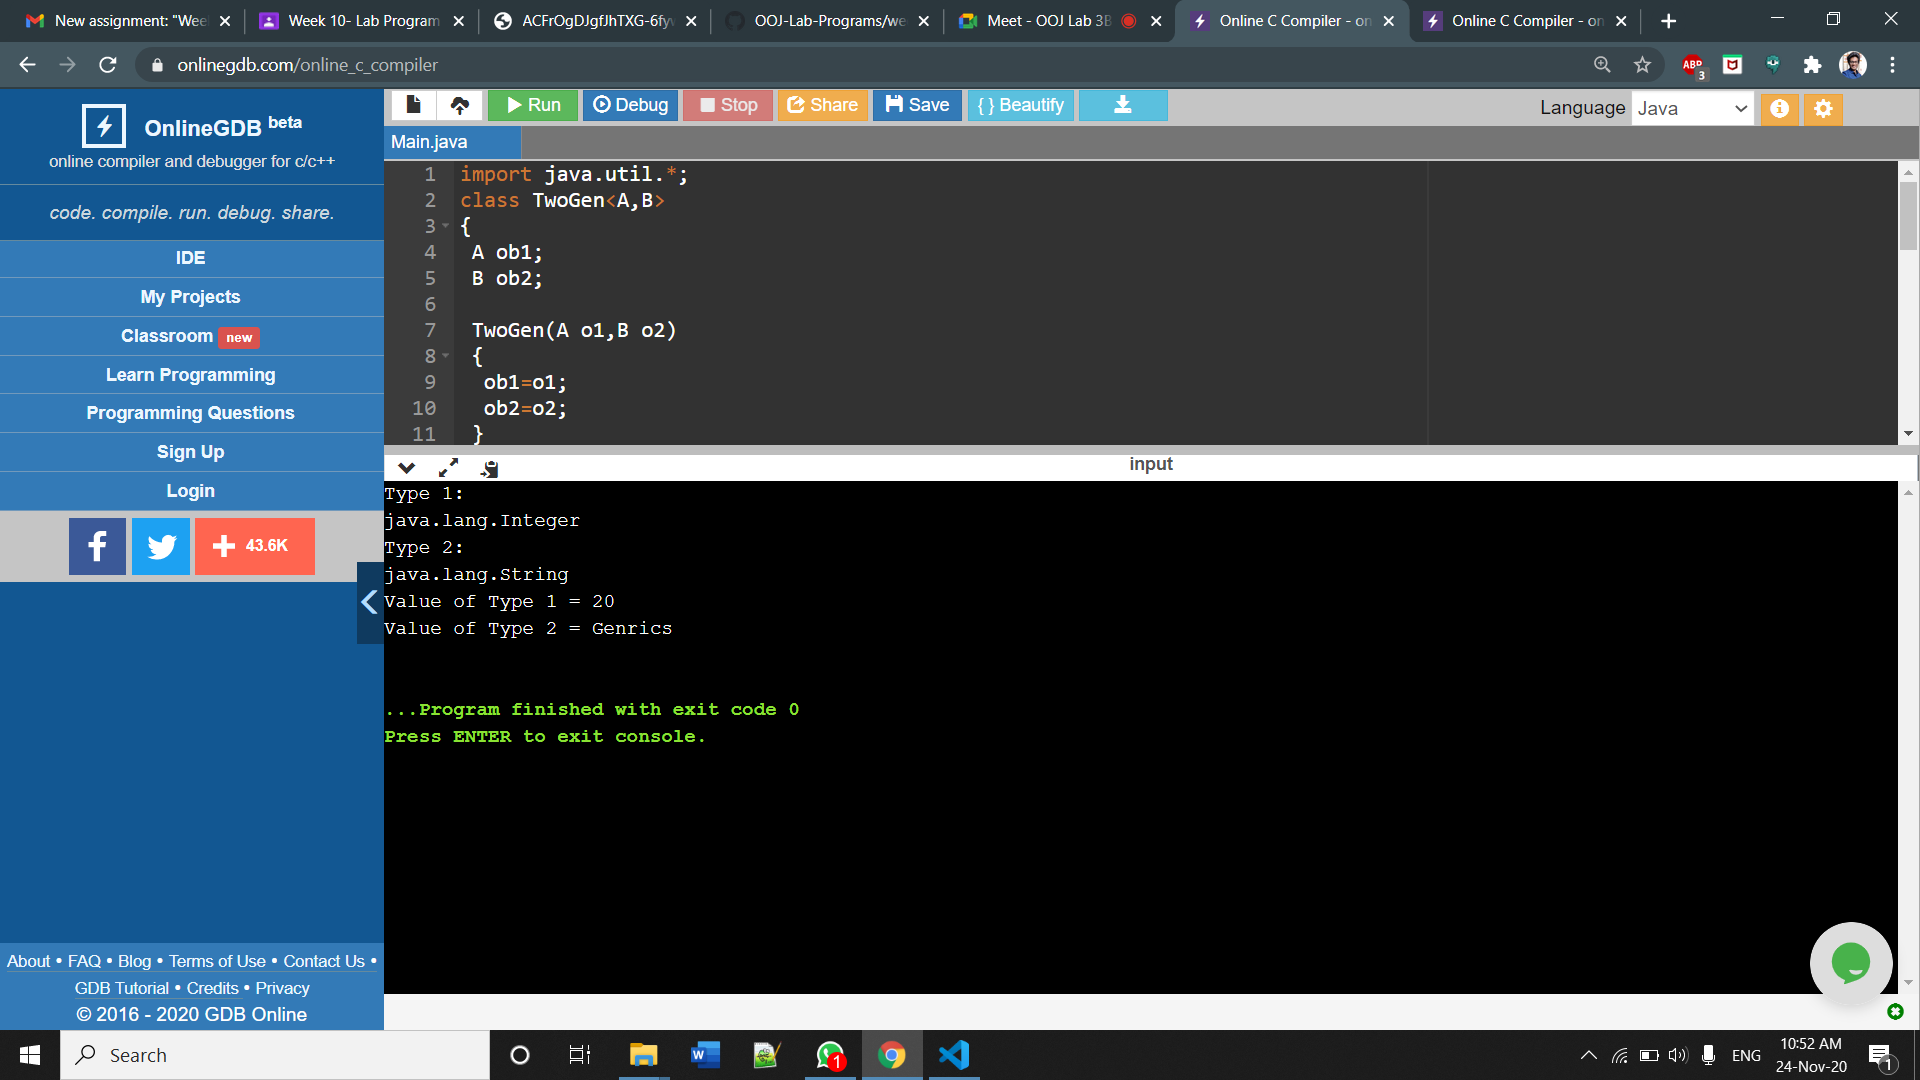 New assignment: "Wee
Week 10- Lab Program
ACFrOgDJgfJhTXG-6fyv
OOJ-Lab-Programs/we
Meet - OOJ Lab 3B
Online C Compiler - on
Online C Compiler - on
onlinegdb.com/online_c_compiler
ABP
3
OnlineGDB beta
online compiler and debugger for c/c++
code. compile. run. debug. share.
IDE
My Projects
Classroom new
Learn Programming
Programming Questions
Sign Up
Login
43.6K
About • FAQ • Blog • Terms of Use • Contact Us •
GDB Tutorial • Credits • Privacy
© 2016 - 2020 GDB Online
Run Debug Stop Share Save { } Beautify
Language Java
Main.java
1 import java.util.*;
2 class TwoGen<A,B>
3 {
4 A ob1;
5 B ob2;
6
7 TwoGen(A o1,B o2)
8 {
9 ob1=o1;
10 ob2=o2;
11 }
input
Type 1:
java.lang.Integer
Type 2:
java.lang.String
Value of Type 1 = 20
Value of Type 2 = Genrics
...Program finished with exit code 0
Press ENTER to exit console.
Search
W
1
ENG
10:52 AM
24-Nov-20
1